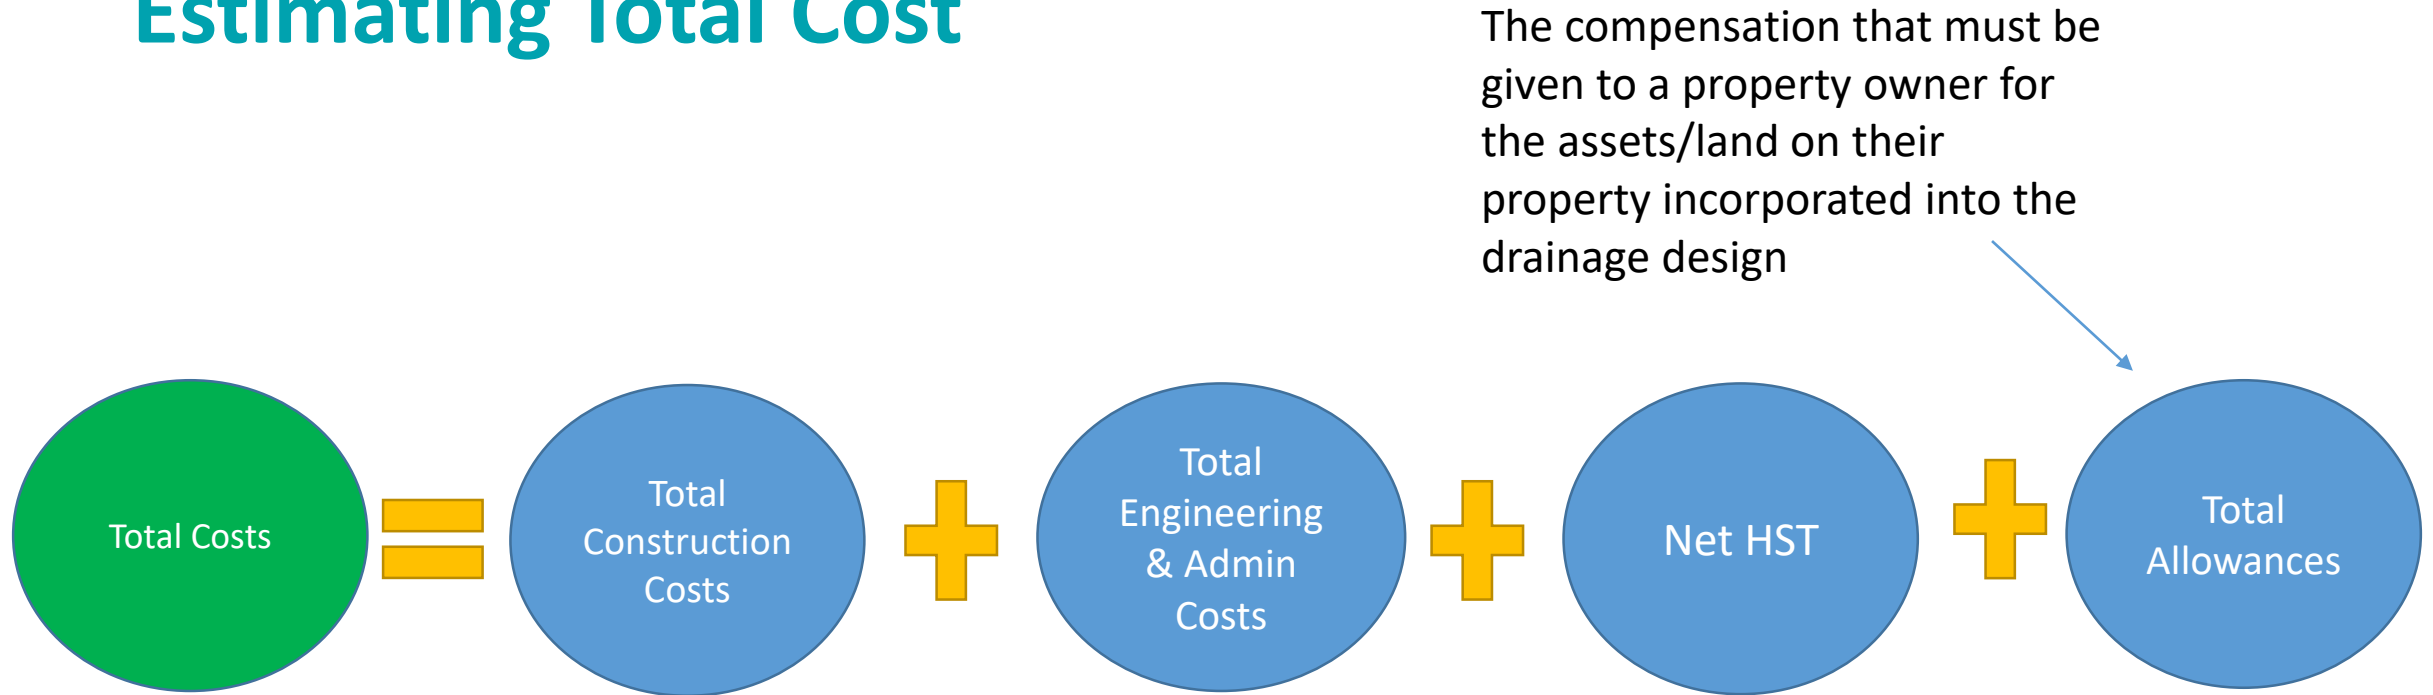 Estimating Total Cost
The compensation that must be
given to a property owner for
the assets/land on their
property incorporated into the
drainage design
Total Costs
Total
Construction
Costs
Total
Engineering
& Admin
Costs
Net HST
Total
Allowances